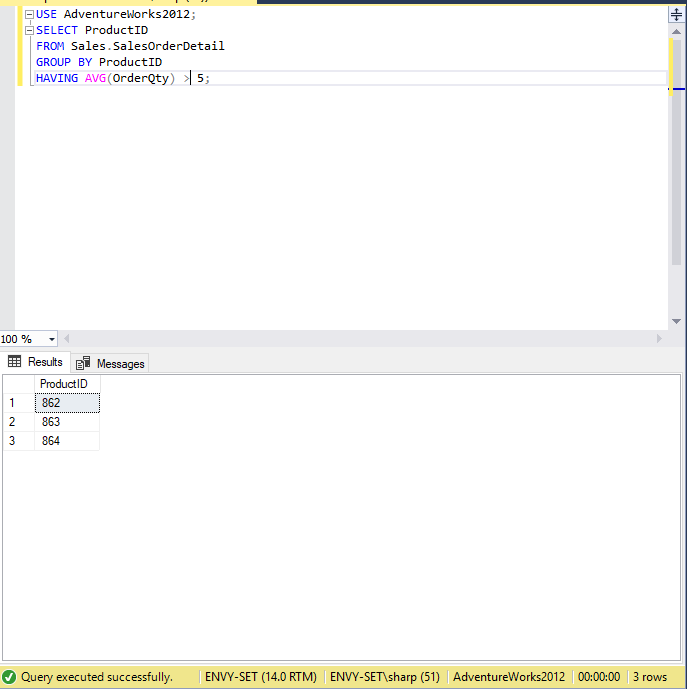 USE AdventureWorks2012;
SELECT ProductID
FROM Sales.SalesOrderDetail
GROUP BY ProductID
HAVING AVG(OrderQty) > 5;
100 %
Results Messages
ProductID
1 862
2 863
3 864
Query executed successfully. ENVY-SET (14.0 RTM) ENVY-SET\sharp (51) AdventureWorks2012 00:00:00 3 rows